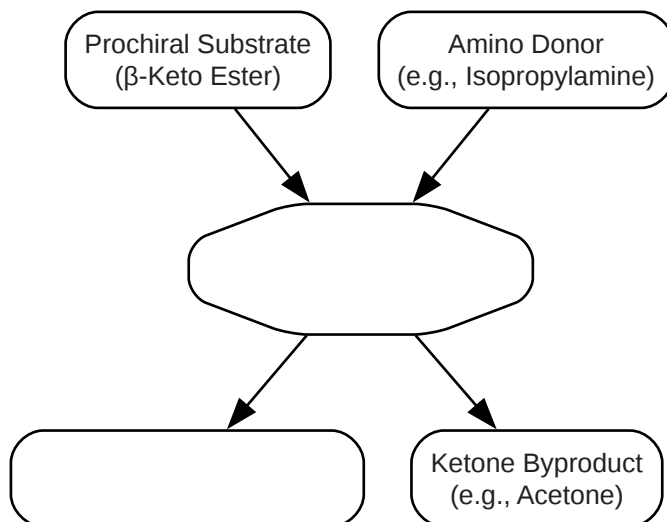 Prochiral Substrate
(β-Keto Ester)
Amino Donor
(e.g., Isopropylamine)
Ketone Byproduct
(e.g., Acetone)